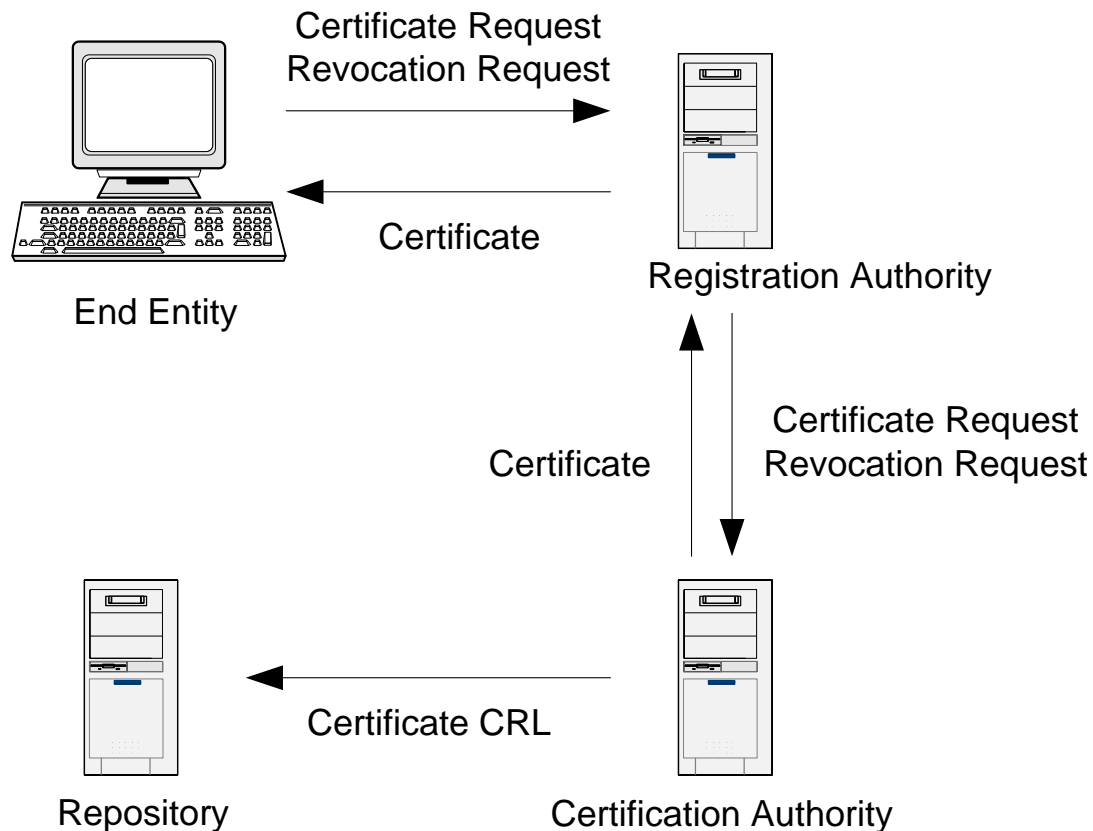 Certificate Request
Revocation Request
Certificate
Registration Authority
End Entity
Certificate Request
Revocation Request
Certificate
Certificate CRL
Repository
Certification Authority